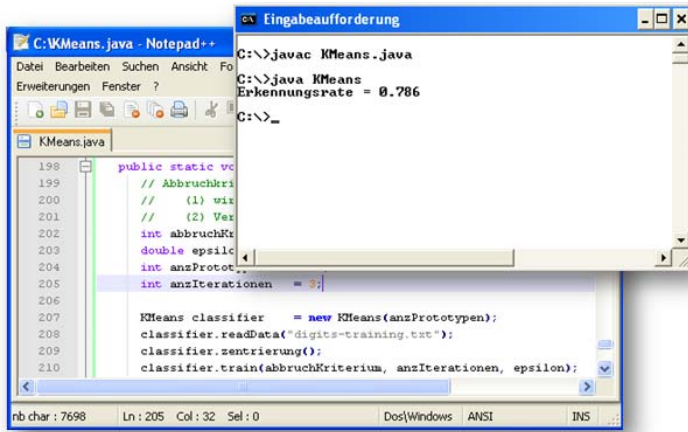 Eingabeaufforderung
C:\>javac KMeans.java
C:\>java KMeans
Erkennungsrate = 0.786
C:\>_
C:\KMeans.java - Notepad++
Datei Bearbeiten Suchen Ansicht Fo
Erweiterungen Fenster ?
KMeans.java
198 public static vo
199 // Abbruchkri
200 // (1) wir
201 // (2) Ver
202 int abbruchKr
203 double epsilo
204 int anzProtot
205 int anzIterationen = 3;
206
207 KMeans classifier = new KMeans(anzPrototypen);
208 classifier.readData("digits-training.txt");
209 classifier.zentrierung();
210 classifier.train(abbruchKriterium, anzIterationen, epsilon);
nb char : 7698 Ln : 205 Col : 32 Sel : 0 Dos\Windows ANSI INS